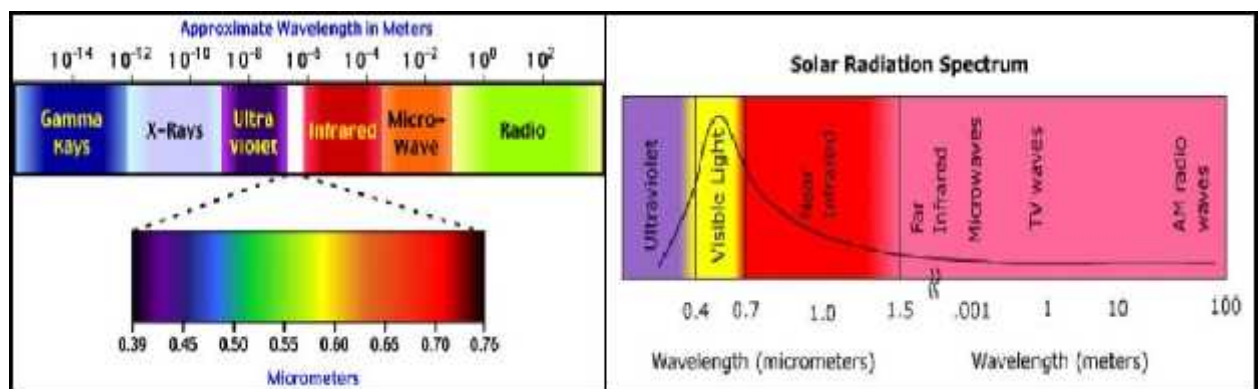 Approximate Wavelength in Meters
10-14 10-12 10-10 10-8 10-6 10-4 10-2 100 102
Gamma Rays X-Rays Ultra Violet Infrared Micro-Wave Radio
0.39 0.45 0.50 0.55 0.60 0.65 0.70 0.75
Micrometers
Solar Radiation Spectrum
Ultraviolet
Visible Light
Near Infrared
Far Infrared
Microwaves
TV waves
AM radio waves
0.4 0.7 1.0 1.5 .001 1 10 100
Wavelength (micrometers) Wavelength (meters)